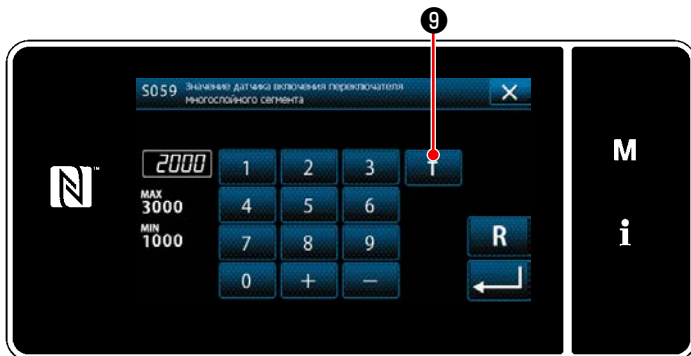 ❾
S059 Значение датчика включения переключателя
многослойного сегмента
2000 1 2 3 T
MAX
3000 4 5 6
MIN
1000 7 8 9 R
0 + −
M
i
N